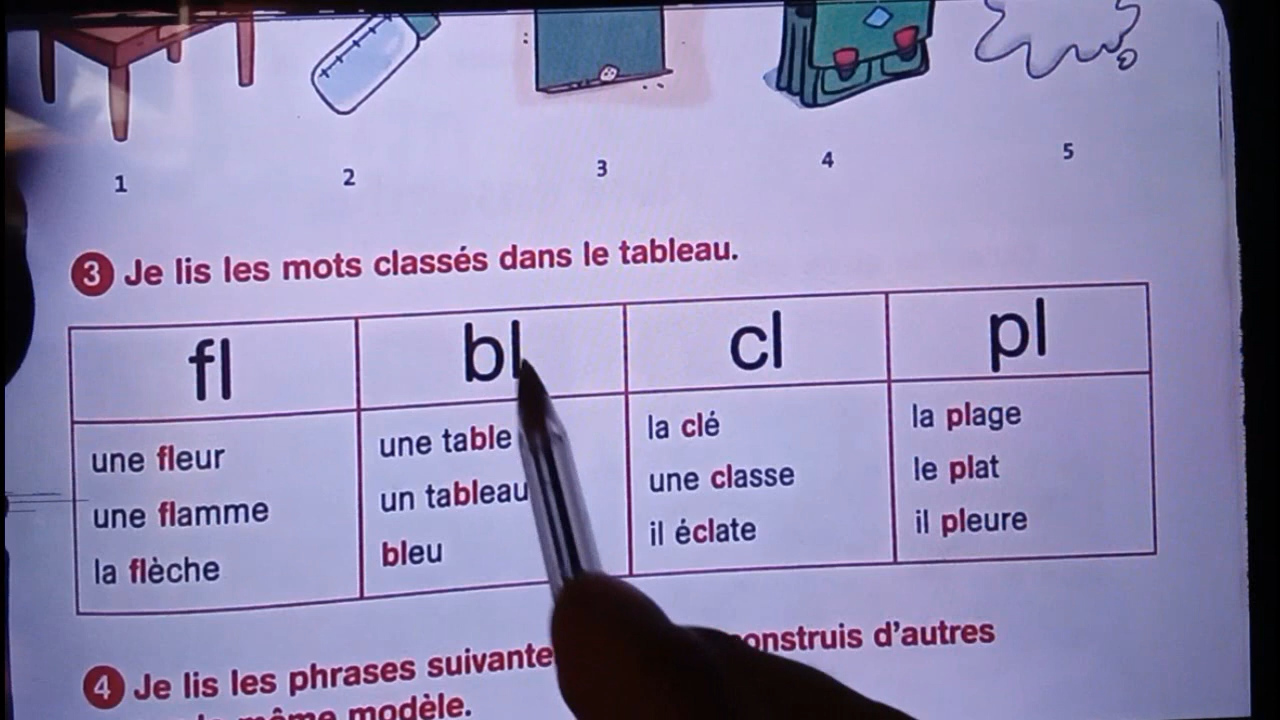 1 2 3 4 5
3 Je lis les mots classés dans le tableau.
fl bl cl pl
une fleur une table la clé la plage
une flamme un tableau une classe le plat
la flèche bleu il éclate il pleure
4 Je lis les phrases suivante d'autres
même modèle.